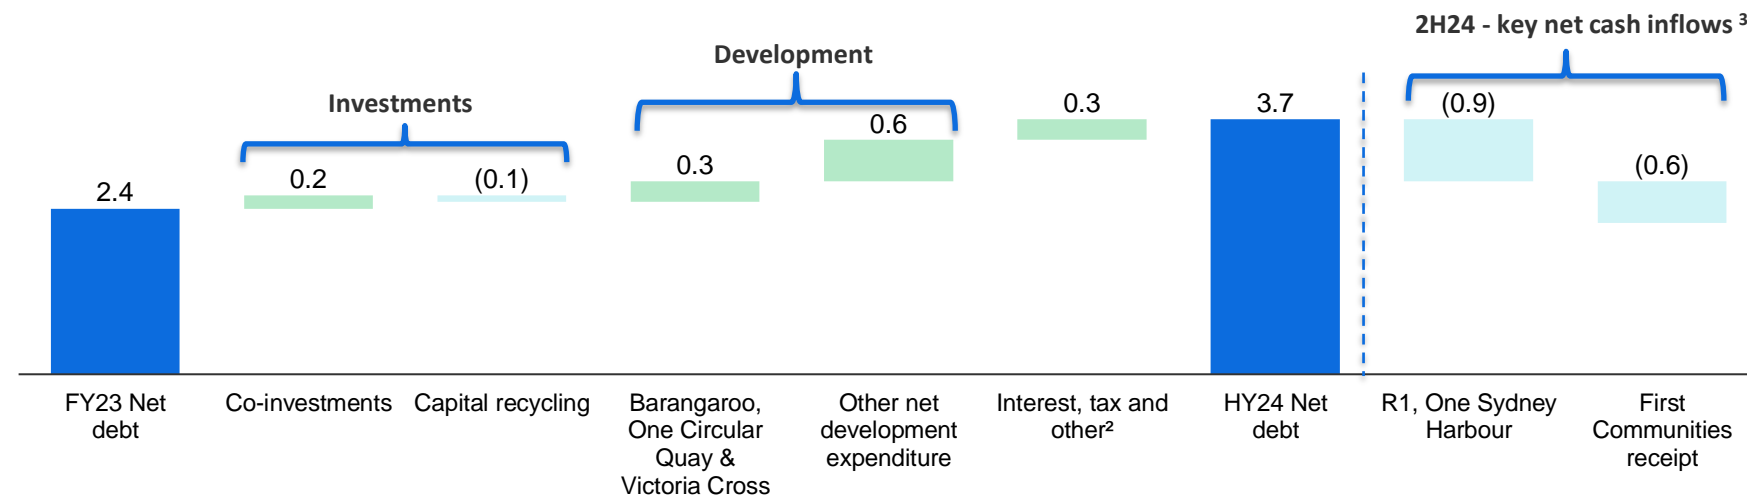 2H24 - key net cash inflows ³
Development
Investments
2.4
0.2
(0.1)
0.3
0.6
0.3
3.7
(0.9)
(0.6)
FY23 Net
debt
Co-investments
Capital recycling
Barangaroo,
One Circular
Quay &
Victoria Cross
Other net
development
expenditure
Interest, tax and
other²
HY24 Net
debt
R1, One Sydney
Harbour
First
Communities
receipt